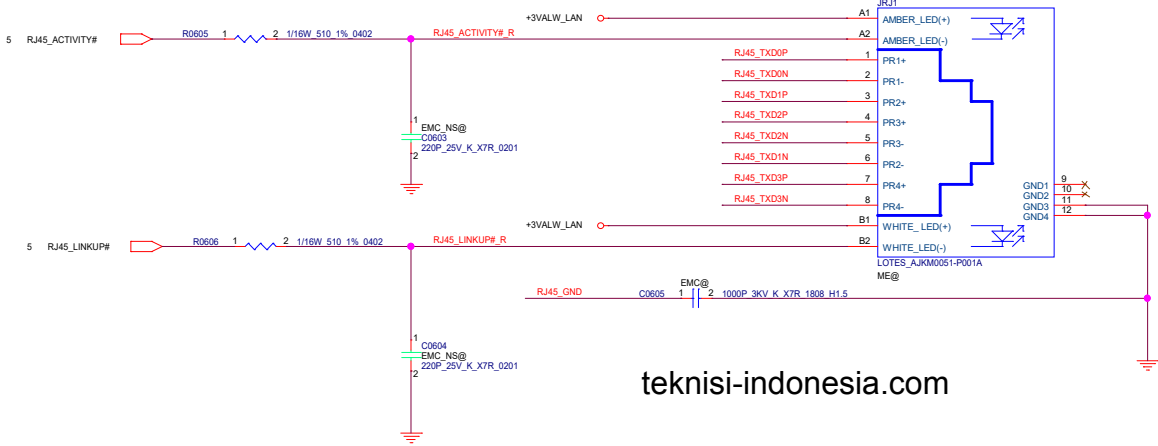 JRJ1
+3VALW_LAN
A1
AMBER_LED(+)
5
RJ45_ACTIVITY#
R0605
1
2
1/16W_510_1%_0402
RJ45_ACTIVITY#_R
A2
AMBER_LED(-)
RJ45_TXD0P
1
PR1+
RJ45_TXD0N
2
PR1-
RJ45_TXD1P
3
PR2+
RJ45_TXD2P
4
PR3+
1
EMC_NS@
C0603
220P_25V_K_X7R_0201
2
RJ45_TXD2N
5
PR3-
RJ45_TXD1N
6
PR2-
RJ45_TXD3P
7
PR4+
RJ45_TXD3N
8
PR4-
GND1
9
GND2
10
GND3
11
GND4
12
+3VALW_LAN
B1
WHITE_LED(+)
5
RJ45_LINKUP#
R0606
1
2
1/16W_510_1%_0402
RJ45_LINKUP#_R
B2
WHITE_LED(-)
LOTES_AJKM0051-P001A
ME@
RJ45_GND
C0605
EMC@
1
2
1000P_3KV_K_X7R_1808_H1.5
1
C0604
EMC_NS@
220P_25V_K_X7R_0201
2
teknisi-indonesia.com